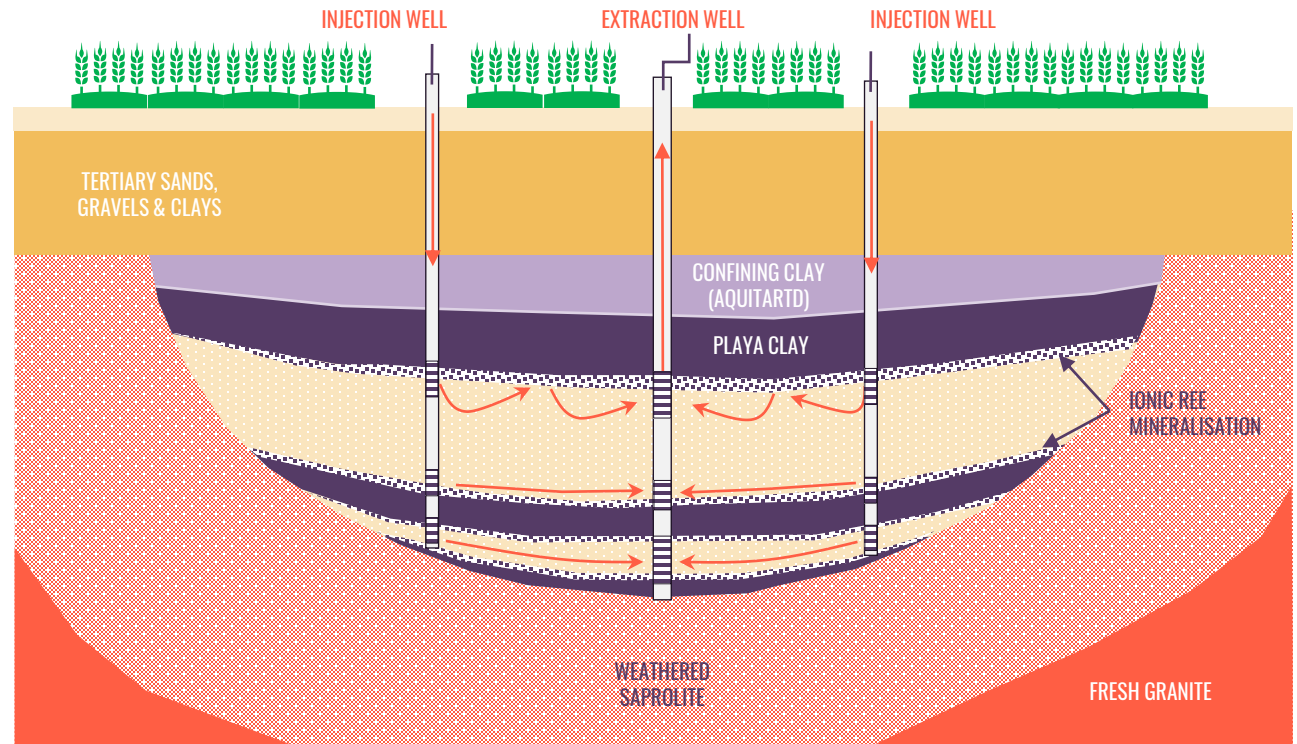 INJECTION WELL
EXTRACTION WELL
INJECTION WELL
TERTIARY SANDS,
GRAVELS & CLAYS
CONFINING CLAY
(AQUITARTD)
PLAYA CLAY
IONIC REE
MINERALISATION
WEATHERED
SAPROLITE
FRESH GRANITE